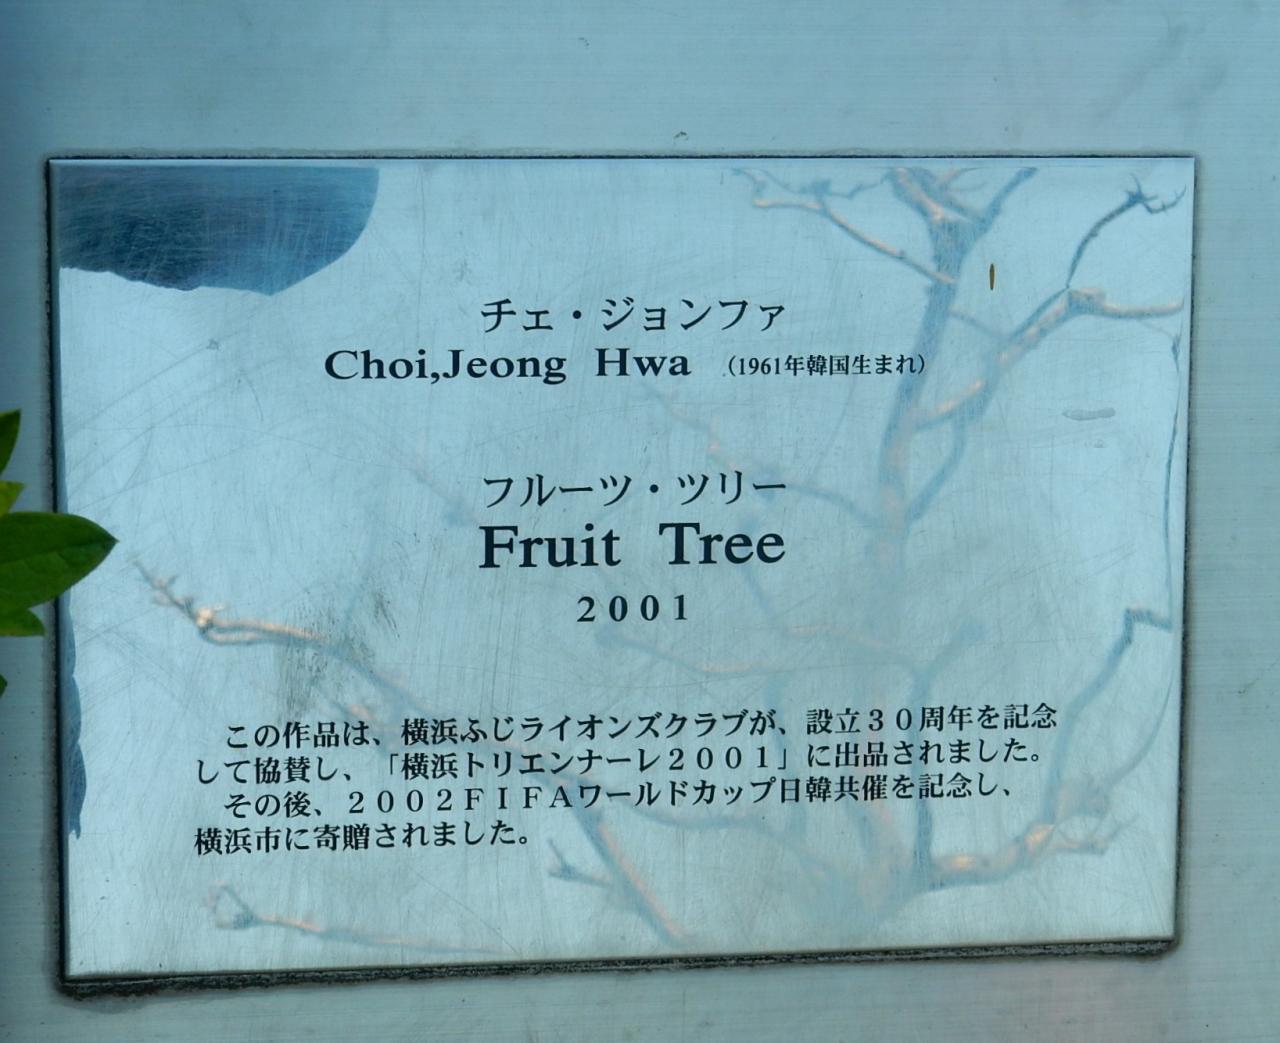 チェ・ジョンファ
Choi,Jeong Hwa （1961年韓国生まれ）
フルーツ・ツリー
Fruit Tree
2001
この作品は、横浜ふじライオンズクラブが、設立３０周年を記念
して協賛し、「横浜トリエンナーレ２００１」に出品されました。
その後、２００２ＦＩＦＡワールドカップ日韓共催を記念し、
横浜市に寄贈されました。